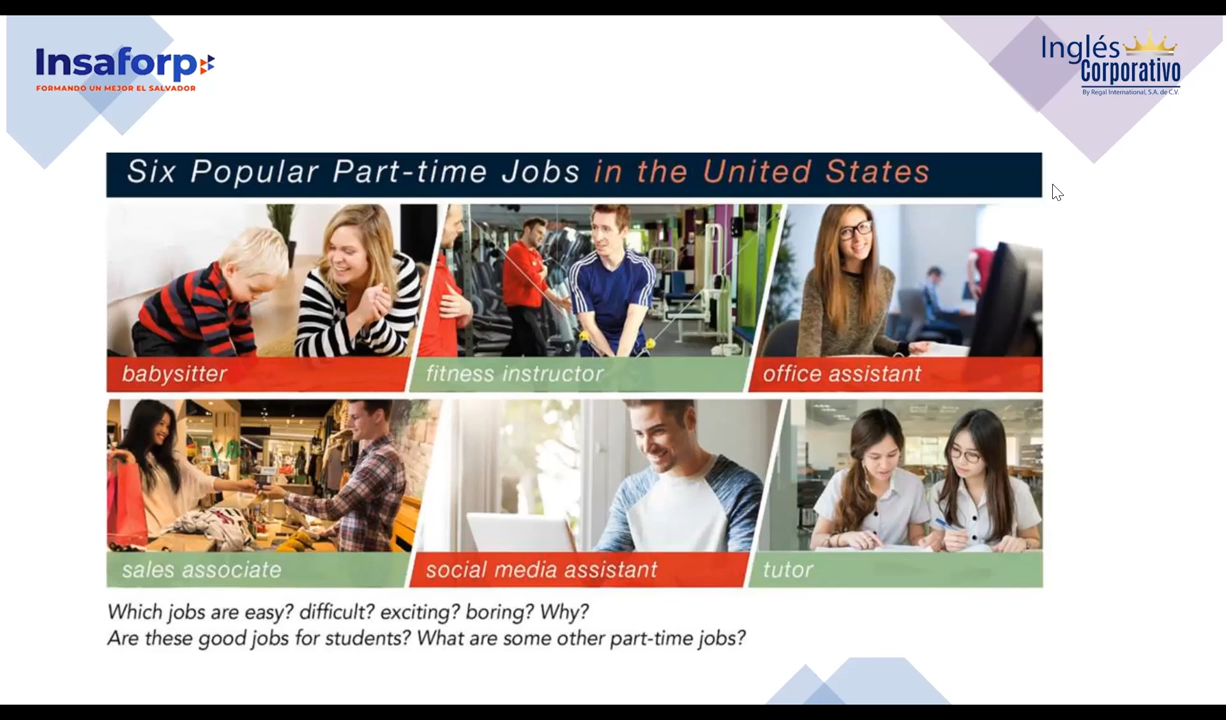 Insaforp
FORMANDO UN MEJOR EL SALVADOR
Inglés
Corporativo
By Regal International, S.A. de C.V.
Six Popular Part-time Jobs in the United States
babysitter
fitness instructor
office assistant
sales associate
social media assistant
tutor
Which jobs are easy? difficult? exciting? boring? Why?
Are these good jobs for students? What are some other part-time jobs?